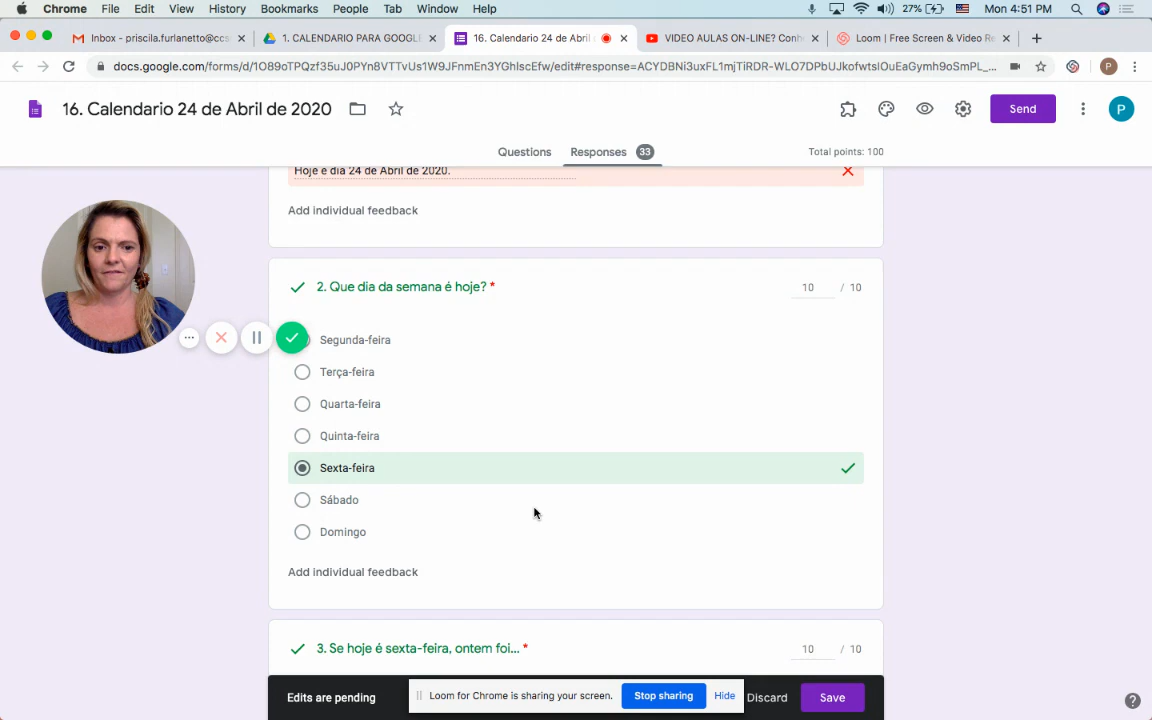 Chrome File Edit View History Bookmarks People Tab Window Help 27% Mon 4:51 PM
Inbox - priscila.furlanetto@ccs
1. CALENDARIO PARA GOOGLE
16. Calendario 24 de Abril
VIDEO AULAS ON-LINE? Conh
Loom | Free Screen & Video Re
docs.google.com/forms/d/1O89oTPQzf35uJ0PYn8VTTvUs1W9JFnmEn3YGhlscEfw/edit#response=ACYDBNi3uxFL1mjTiRDR-WLO7DPbUJkofwtslOuEaGymh9oSmPL_...
P
16. Calendario 24 de Abril de 2020
Send
P
Questions Responses 33 Total points: 100
Hoje é dia 24 de Abril de 2020.
Add individual feedback
2. Que dia da semana é hoje? * 10 / 10
Segunda-feira
Terça-feira
Quarta-feira
Quinta-feira
Sexta-feira
Sábado
Domingo
Add individual feedback
3. Se hoje é sexta-feira, ontem foi... * 10 / 10
Edits are pending
Loom for Chrome is sharing your screen. Stop sharing Hide
Discard Save